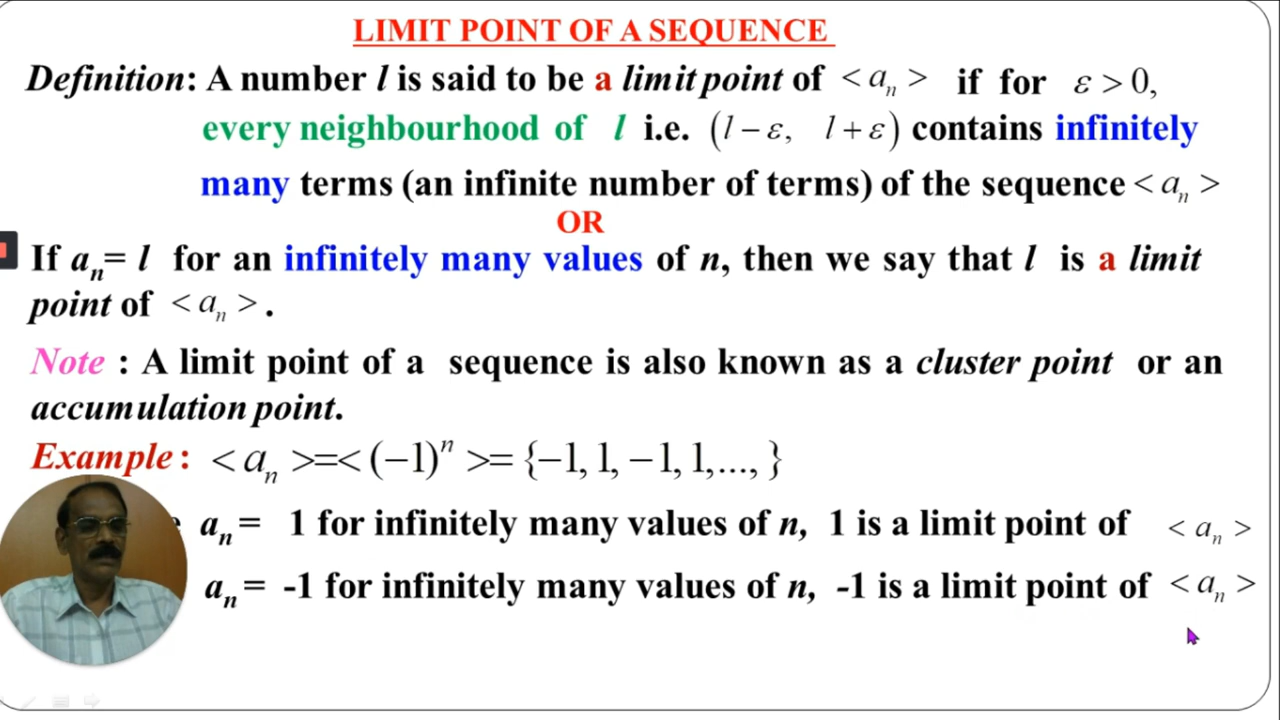 LIMIT POINT OF A SEQUENCE
Definition: A number l is said to be a limit point of < aₙ > if for ε > 0,
every neighbourhood of l i.e. (l − ε, l + ε) contains infinitely
many terms (an infinite number of terms) of the sequence < aₙ >
OR
If aₙ= l for an infinitely many values of n, then we say that l is a limit
point of < aₙ > .
Note : A limit point of a sequence is also known as a cluster point or an
accumulation point.
Example: < aₙ >=< (−1)ⁿ >= {−1, 1, −1, 1,..., }
aₙ = 1 for infinitely many values of n, 1 is a limit point of < aₙ >
aₙ = -1 for infinitely many values of n, -1 is a limit point of < aₙ >